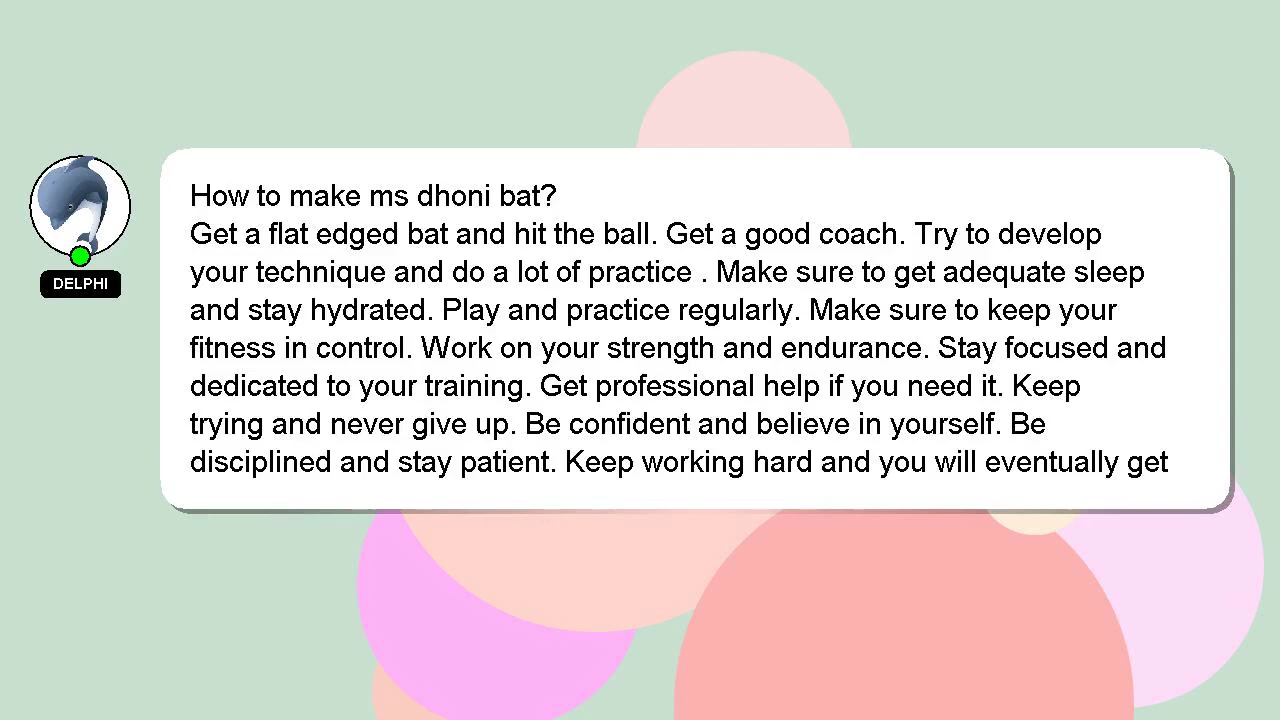 DELPHI
How to make ms dhoni bat?
Get a flat edged bat and hit the ball. Get a good coach. Try to develop
your technique and do a lot of practice . Make sure to get adequate sleep
and stay hydrated. Play and practice regularly. Make sure to keep your
fitness in control. Work on your strength and endurance. Stay focused and
dedicated to your training. Get professional help if you need it. Keep
trying and never give up. Be confident and believe in yourself. Be
disciplined and stay patient. Keep working hard and you will eventually get